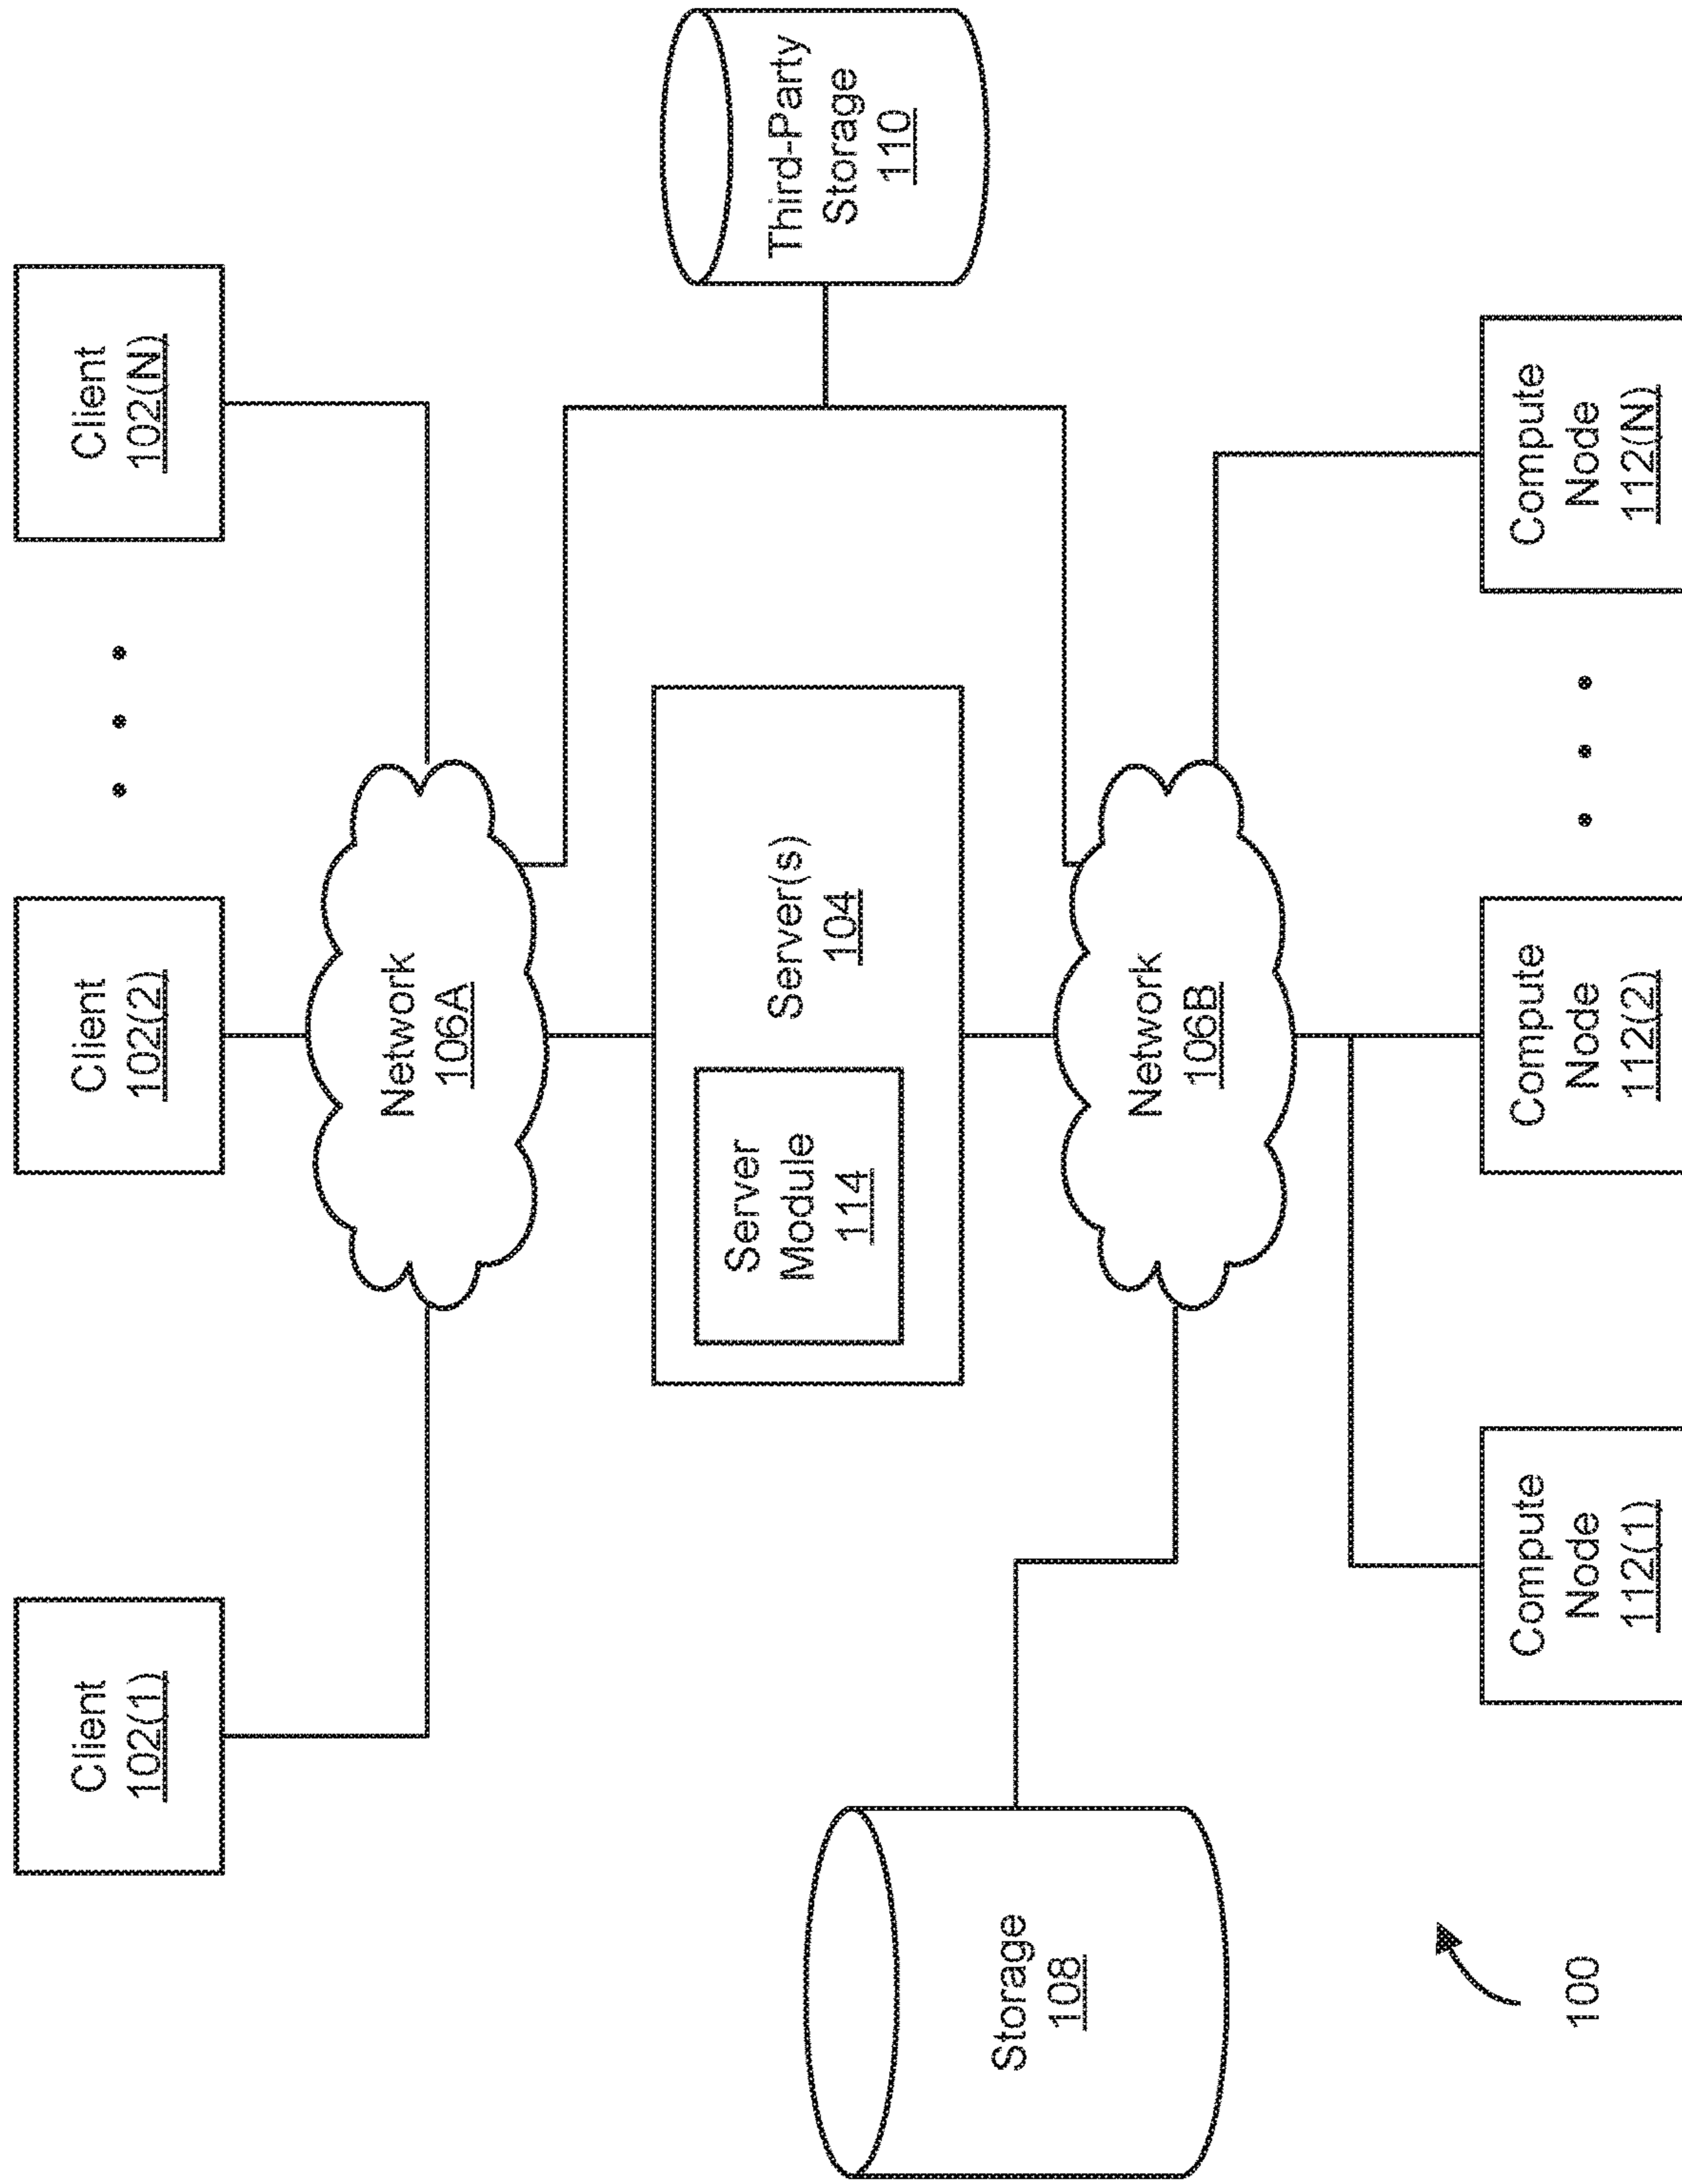 Client
102(1)
Client
102(2)
Client
102(N)
Network
106A
Server
Module
114
Server(s)
104
Third-Party
Storage
110
Storage
108
Network
106B
Compute
Node
112(1)
Compute
Node
112(2)
Compute
Node
112(N)
100